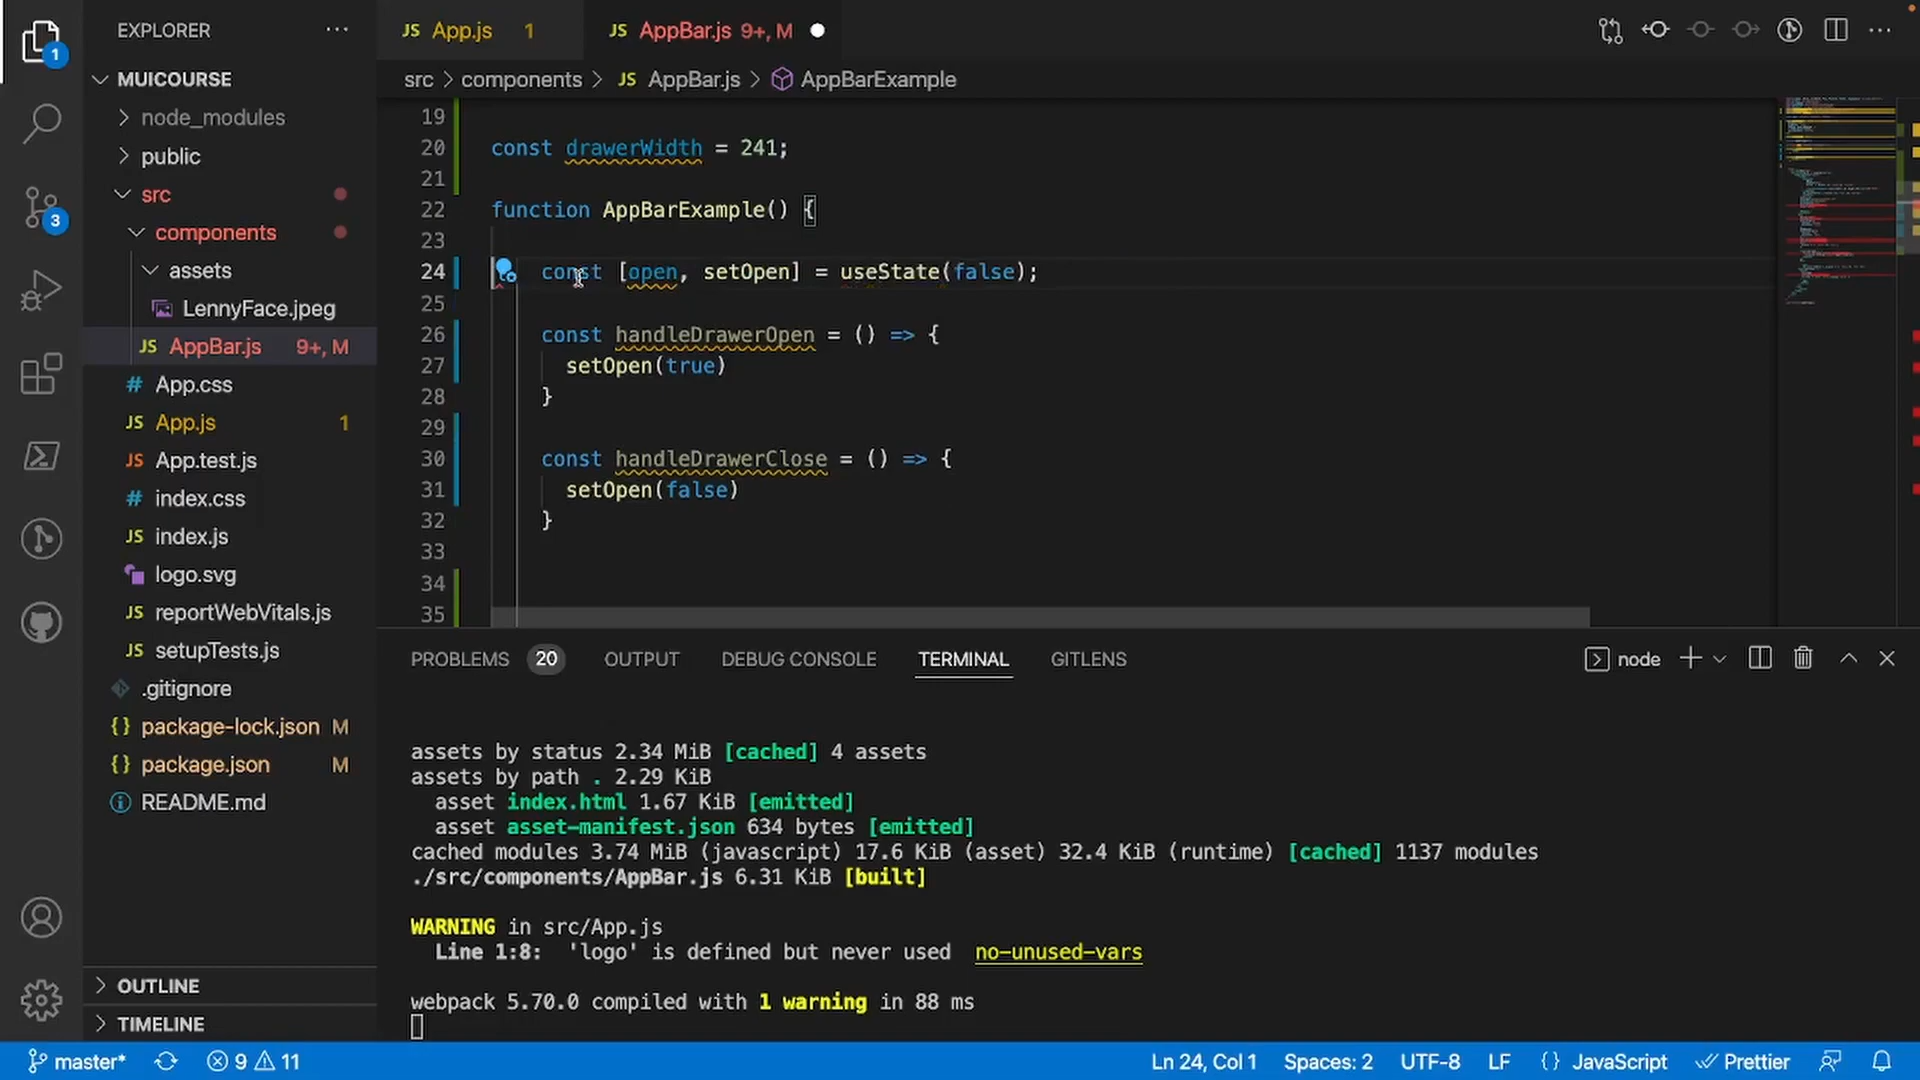 EXPLORER
JS App.js 1
JS AppBar.js 9+, M
1
MUICOURSE
src > components > JS AppBar.js > AppBarExample
node_modules
public
src
components
assets
LennyFace.jpeg
JS AppBar.js 9+, M
# App.css
JS App.js 1
JS App.test.js
# index.css
JS index.js
logo.svg
JS reportWebVitals.js
JS setupTests.js
.gitignore
{} package-lock.json M
{} package.json M
README.md
OUTLINE
TIMELINE
3
19
20 const drawerWidth = 241;
21
22 function AppBarExample() {
23
24 const [open, setOpen] = useState(false);
25
26 const handleDrawerOpen = () => {
27 setOpen(true)
28 }
29
30 const handleDrawerClose = () => {
31 setOpen(false)
32 }
33
34
35
PROBLEMS 20 OUTPUT DEBUG CONSOLE TERMINAL GITLENS
node
assets by status 2.34 MiB [cached] 4 assets
assets by path . 2.29 KiB
asset index.html 1.67 KiB [emitted]
asset asset-manifest.json 634 bytes [emitted]
cached modules 3.74 MiB (javascript) 17.6 KiB (asset) 32.4 KiB (runtime) [cached] 1137 modules
./src/components/AppBar.js 6.31 KiB [built]
WARNING in src/App.js
Line 1:8: 'logo' is defined but never used no-unused-vars
webpack 5.70.0 compiled with 1 warning in 88 ms
master* 9 11 Ln 24, Col 1 Spaces: 2 UTF-8 LF {} JavaScript Prettier